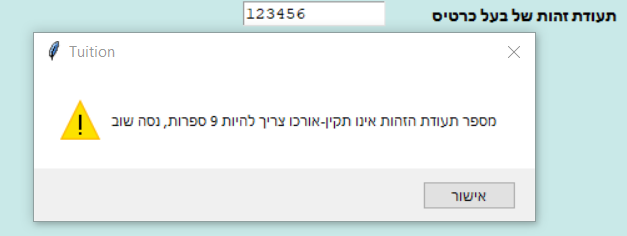 תעודת זהות של בעל כרטיס 123456
Tuition
מספר תעודת הזהות אינו תקין-אורכו צריך להיות 9 ספרות, נסה שוב
אישור